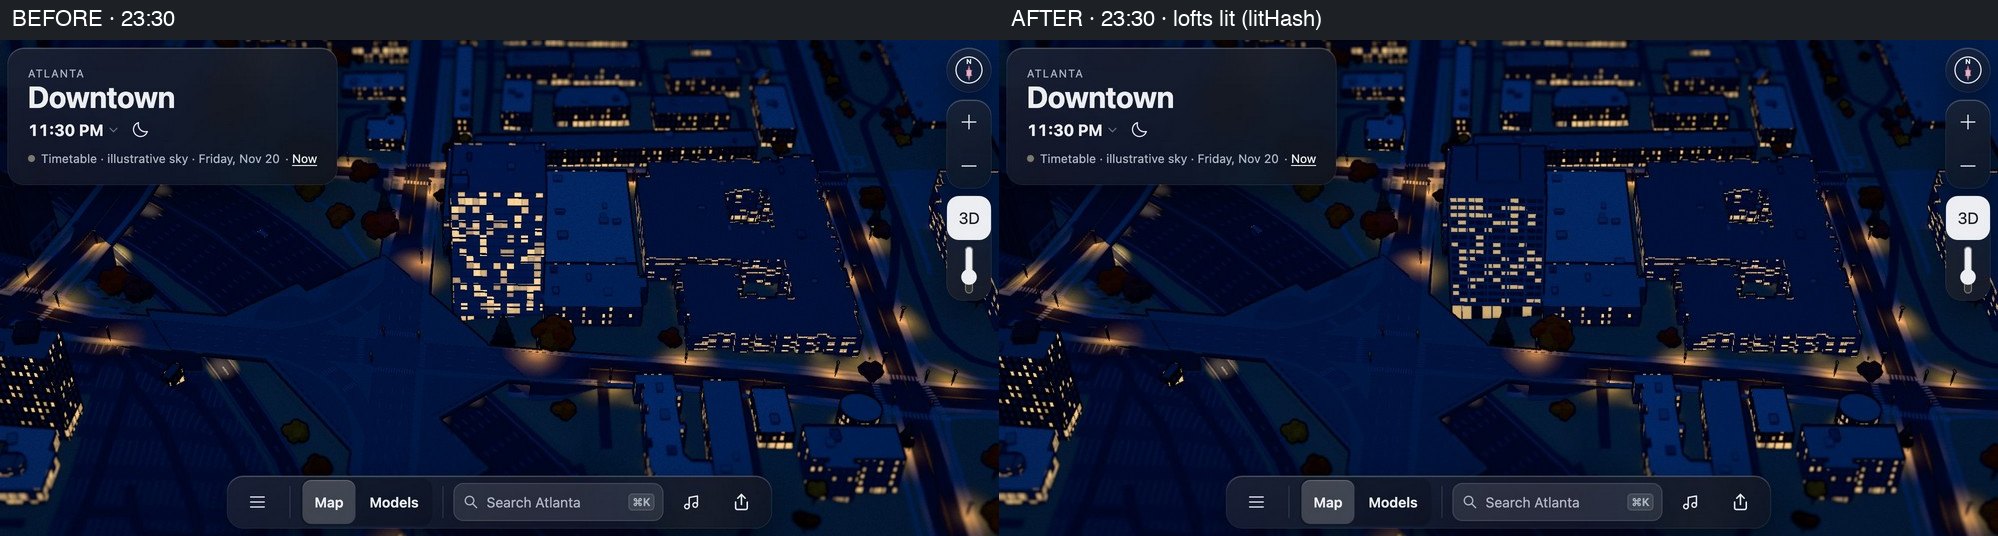 BEFORE · 23:30
ATLANTA
Downtown
11:30 PM
Timetable · illustrative sky · Friday, Nov 20 · Now
N
+
−
3D
Map Models Search Atlanta ⌘K
AFTER · 23:30 · lofts lit (litHash)
ATLANTA
Downtown
11:30 PM
Timetable · illustrative sky · Friday, Nov 20 · Now
N
+
−
3D
Map Models Search Atlanta ⌘K